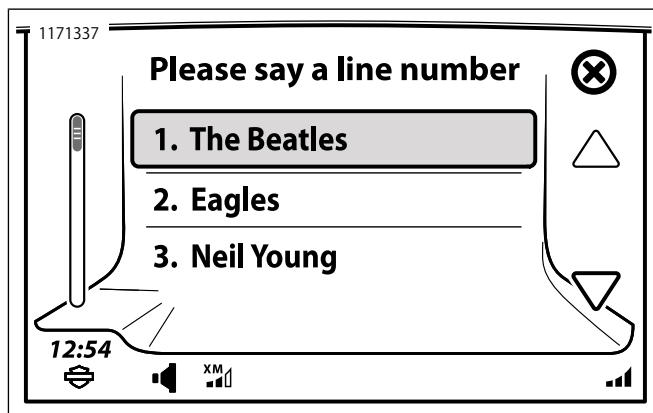 1171337
Please say a line number
1. The Beatles
2. Eagles
3. Neil Young
12:54
XM